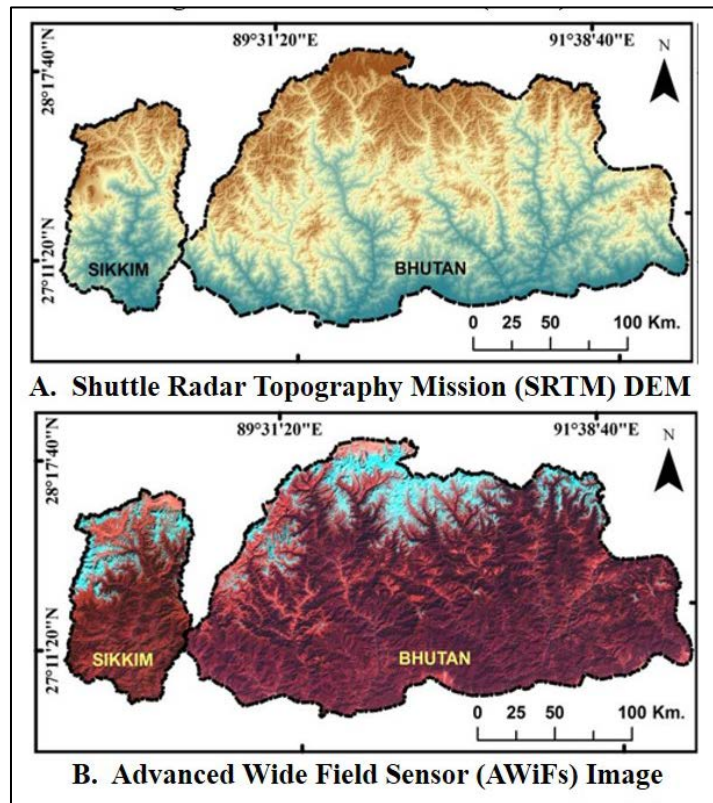 89°31'20"E 91°38'40"E
N
28°17'40"N
27°11'20"N
SIKKIM BHUTAN
0 25 50 100 Km.
A. Shuttle Radar Topography Mission (SRTM) DEM
89°31'20"E 91°38'40"E
N
28°17'40"N
27°11'20"N
SIKKIM BHUTAN
0 25 50 100 Km.
B. Advanced Wide Field Sensor (AWiFs) Image